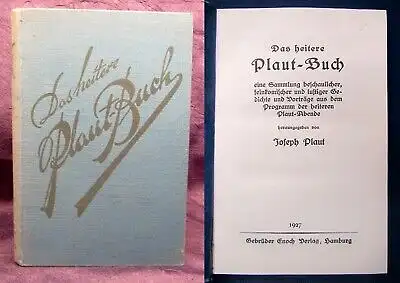 Das heitere
Plaut-Buch
Das heitere
Plaut-Buch
eine Sammlung beschaulicher,
feinkomischer und lustiger Ge-
dichte und Vorträge aus dem
Programm der heiteren
Plaut-Abende
herausgegeben von
Joseph Plaut
1927
Gebrüder Enoch Verlag, Hamburg